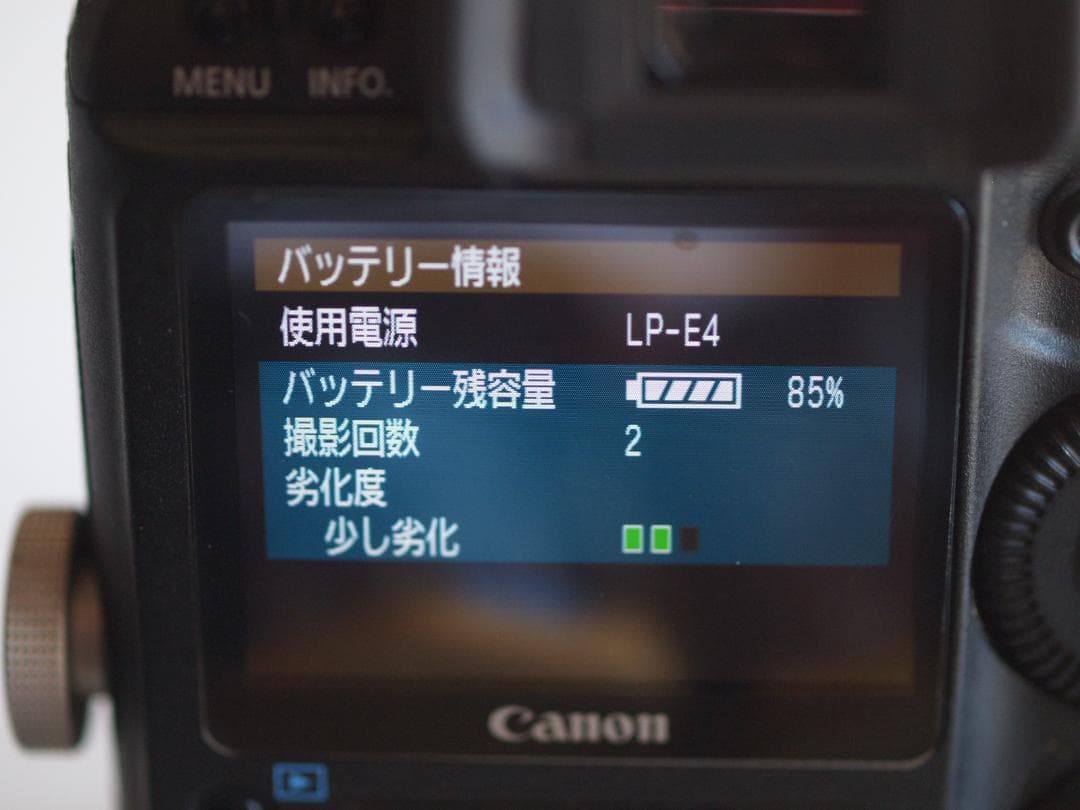 MENU INFO.
バッテリー情報
使用電源 LP-E4
バッテリー残容量 85%
撮影回数 2
劣化度
少し劣化
Canon